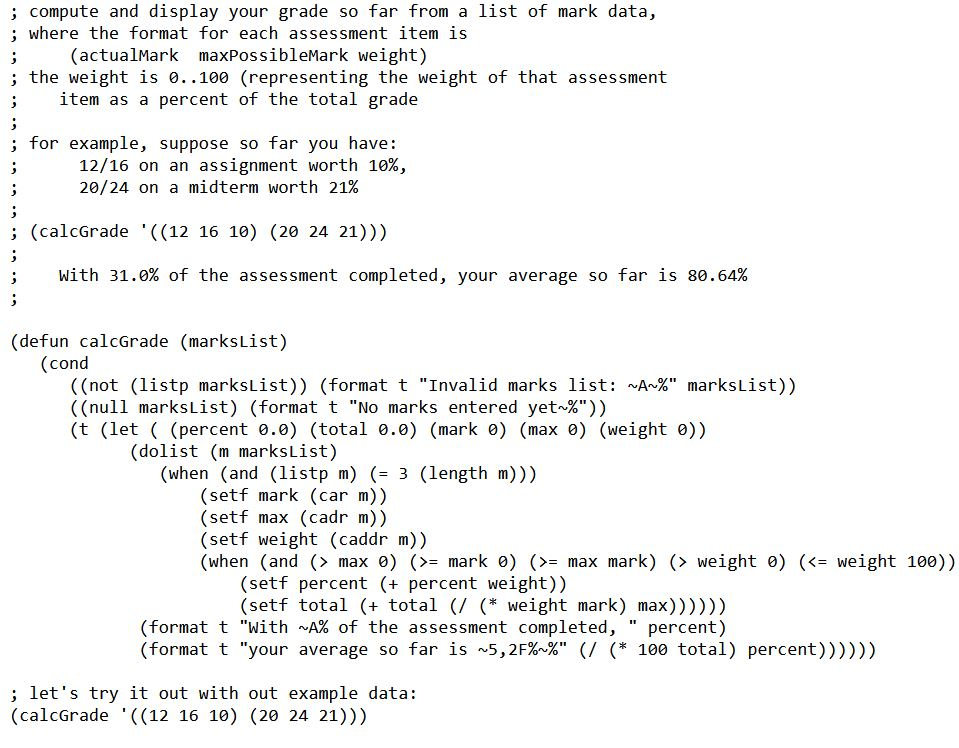 ; compute and display your grade so far from a list of mark data,
; where the format for each assessment item is
;     (actualMark  maxPossibleMark weight)
; the weight is 0..100 (representing the weight of that assessment
;    item as a percent of the total grade
;
; for example, suppose so far you have:
;      12/16 on an assignment worth 10%,
;      20/24 on a midterm worth 21%
;
; (calcGrade '((12 16 10) (20 24 21)))
;
;    With 31.0% of the assessment completed, your average so far is 80.64%
;
(defun calcGrade (marksList)
   (cond
      ((not (listp marksList)) (format t "Invalid marks list: ~A~%" marksList))
      ((null marksList) (format t "No marks entered yet~%"))
      (t (let ( (percent 0.0) (total 0.0) (mark 0) (max 0) (weight 0))
            (dolist (m marksList)
               (when (and (listp m) (= 3 (length m)))
                   (setf mark (car m))
                   (setf max (cadr m))
                   (setf weight (caddr m))
                   (when (and (> max 0) (>= mark 0) (>= max mark) (> weight 0) (<= weight 100))
                       (setf percent (+ percent weight))
                       (setf total (+ total (/ (* weight mark) max))))))
             (format t "With ~A% of the assessment completed, " percent)
             (format t "your average so far is ~5,2F%~%" (/ (* 100 total) percent))))))
; let's try it out with out example data:
(calcGrade '((12 16 10) (20 24 21)))